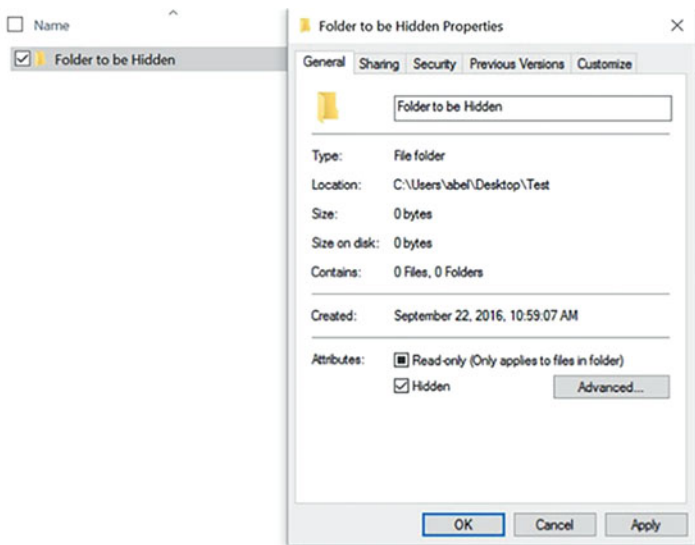 Name
Folder to be Hidden
Folder to be Hidden Properties
General Sharing Security Previous Versions Customize
Folder to be Hidden
Type: File folder
Location: C:\Users\abel\Desktop\Test
Size: 0 bytes
Size on disk: 0 bytes
Contains: 0 Files, 0 Folders
Created: September 22, 2016, 10:59:07 AM
Attributes: Read-only (Only applies to files in folder)
Hidden Advanced...
OK Cancel Apply